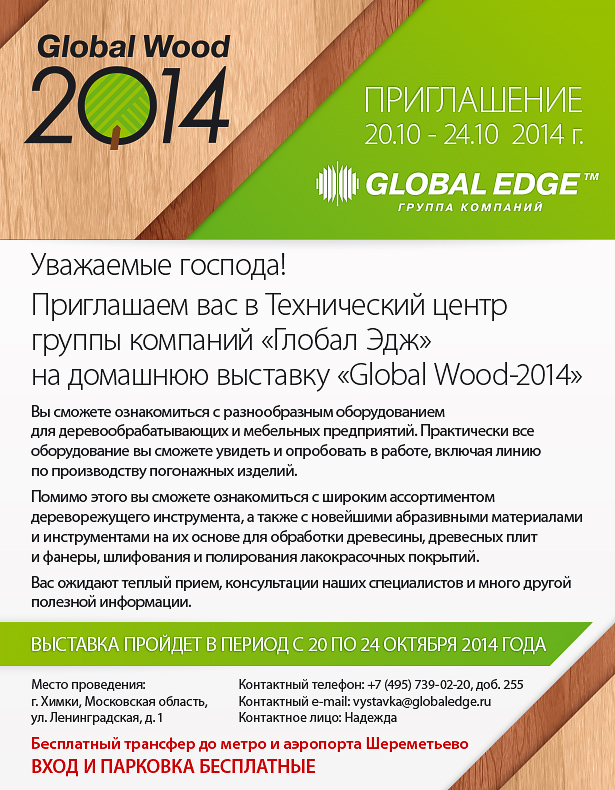 Global Wood
2014
ПРИГЛАШЕНИЕ
20.10 - 24.10 2014 г.
GLOBAL EDGE™
ГРУППА КОМПАНИЙ
Уважаемые господа!
Приглашаем вас в Технический центр
группы компаний «Глобал Эдж»
на домашнюю выставку «Global Wood-2014»
Вы сможете ознакомиться с разнообразным оборудованием
для деревообрабатывающих и мебельных предприятий. Практически все
оборудование вы сможете увидеть и опробовать в работе, включая линию
по производству погонажных изделий.
Помимо этого вы сможете ознакомиться с широким ассортиментом
дереворежущего инструмента, а также с новейшими абразивными материалами
и инструментами на их основе для обработки древесины, древесных плит
и фанеры, шлифования и полирования лакокрасочных покрытий.
Вас ожидают теплый прием, консультации наших специалистов и много другой
полезной информации.
ВЫСТАВКА ПРОЙДЕТ В ПЕРИОД С 20 ПО 24 ОКТЯБРЯ 2014 ГОДА
Место проведения:
г. Химки, Московская область,
ул. Ленинградская, д.1
Контактный телефон: +7 (495) 739-02-20, доб. 255
Контактный e-mail: vystavka@globaledge.ru
Контактное лицо: Надежда
Бесплатный трансфер до метро и аэропорта Шереметьево
ВХОД И ПАРКОВКА БЕСПЛАТНЫЕ